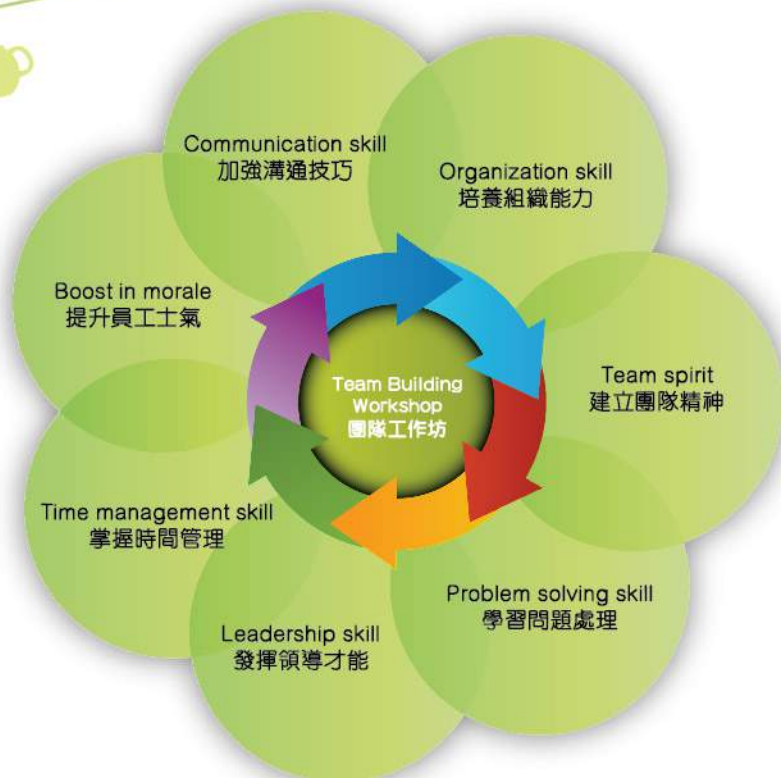 Communication skill
加強溝通技巧
Organization skill
培養組織能力
Boost in morale
提升員工士氣
Team Building
Workshop
團隊工作坊
Team spirit
建立團隊精神
Time management skill
掌握時間管理
Problem solving skill
學習問題處理
Leadership skill
發揮領導才能